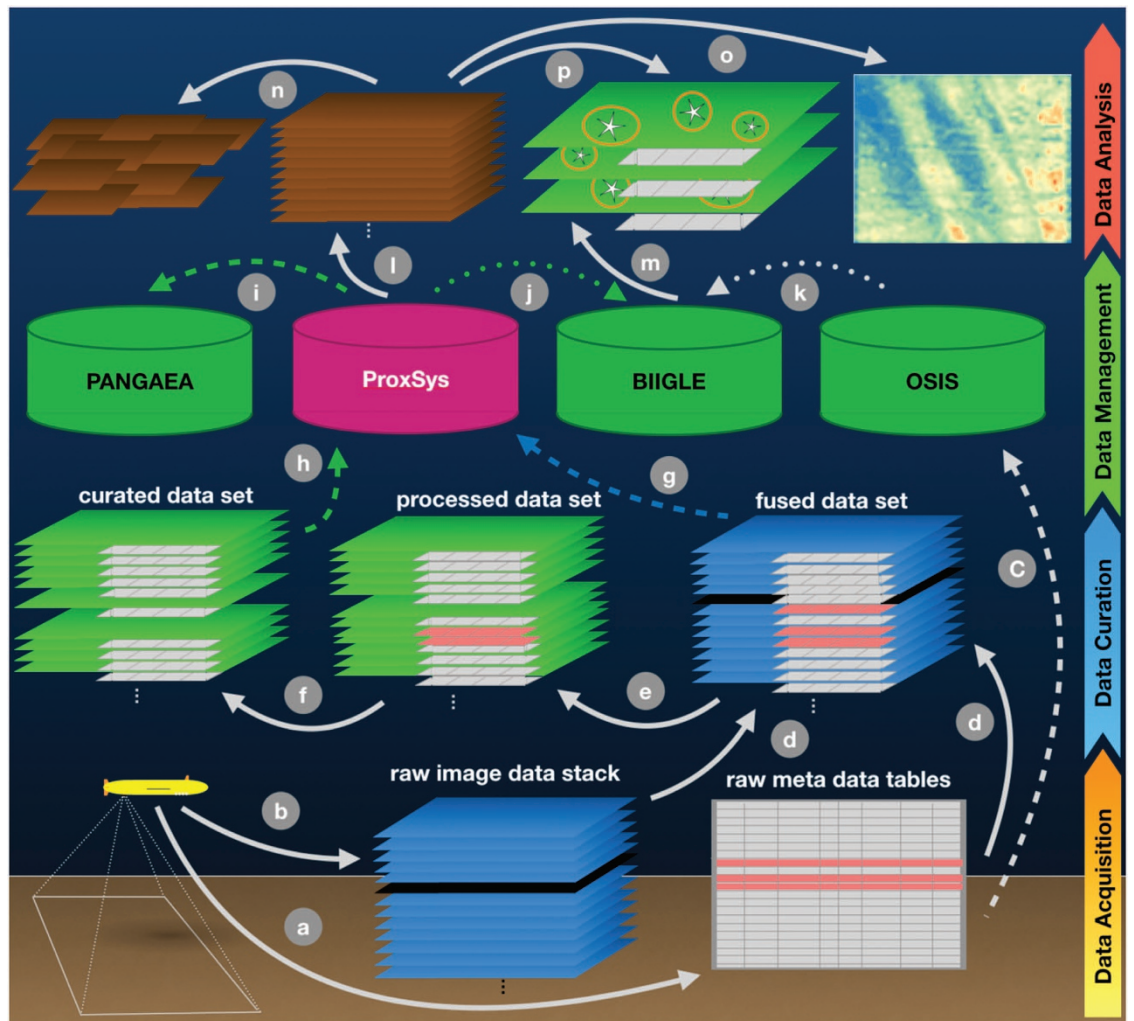 n
p
o
Data Analysis
l
m
i
j
k
PANGAEA
ProxSys
BIIGLE
OSIS
Data Management
h
g
curated data set
processed data set
fused data set
C
Data Curation
f
e
d
d
raw image data stack
raw meta data tables
b
a
Data Acquisition